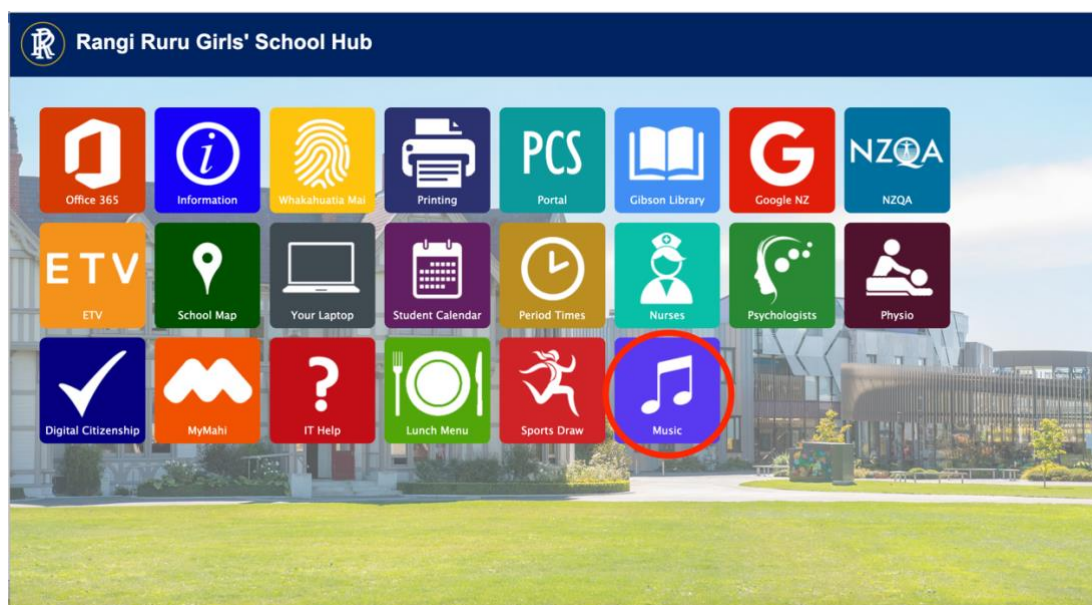 RR Rangi Ruru Girls' School Hub
Office 365
i
Information
Whakahuatia Mai
Printing
PCS
Portal
Gibson Library
G
Google NZ
NZQA
NZQA
ETV
ETV
School Map
Your Laptop
Student Calendar
Period Times
Nurses
Psychologists
Physio
Digital Citizenship
MyMahi
?
IT Help
Lunch Menu
Sports Draw
Music